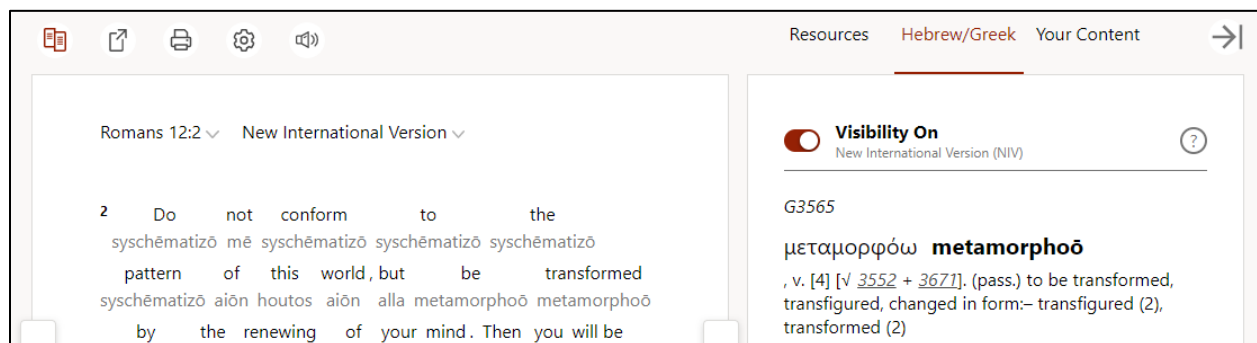 Resources Hebrew/Greek Your Content
Romans 12:2 New International Version
2 Do not conform to the
syschēmatizō mē syschēmatizō syschēmatizō syschēmatizō
pattern of this world , but be transformed
syschēmatizō aiōn houtos aiōn alla metamorphoō metamorphoō
by the renewing of your mind . Then you will be
Visibility On
New International Version (NIV)
?
G3565
μεταμορφόω metamorphoō
, v. [4] [√ 3552 + 3671]. (pass.) to be transformed,
transfigured, changed in form:– transfigured (2),
transformed (2)